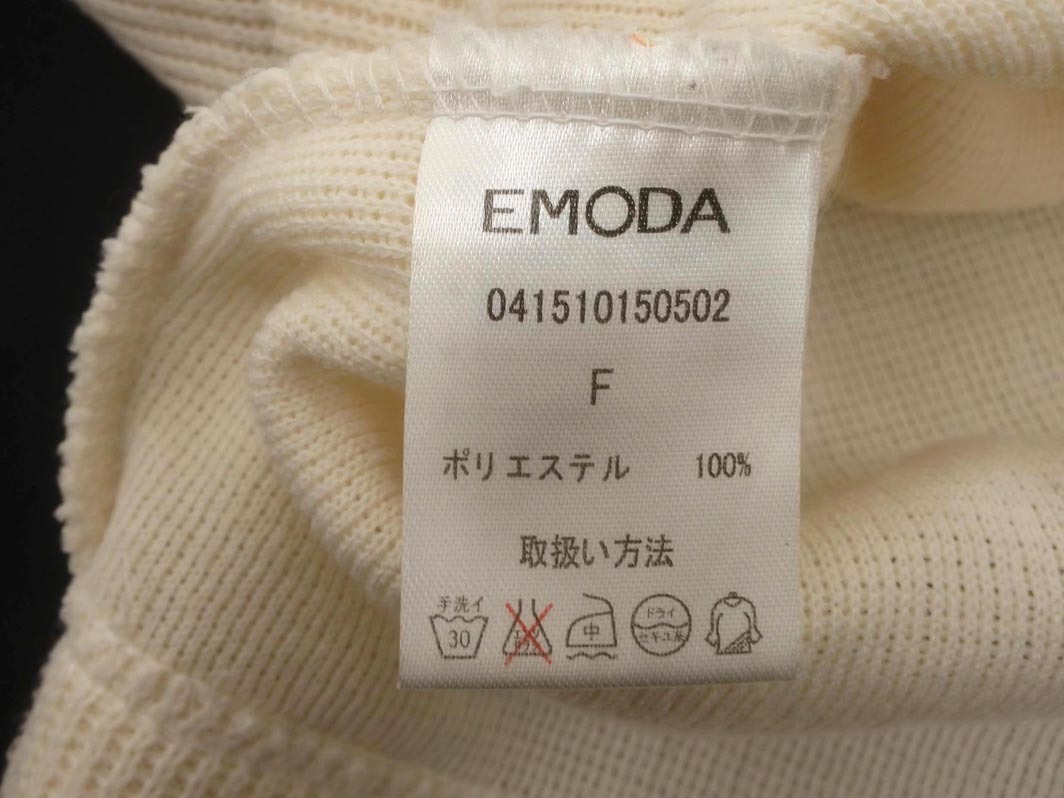 EMODA
041510150502
F
ポリエステル 100%
取扱い方法
手洗イ
30
中
ドライ
セキユ系